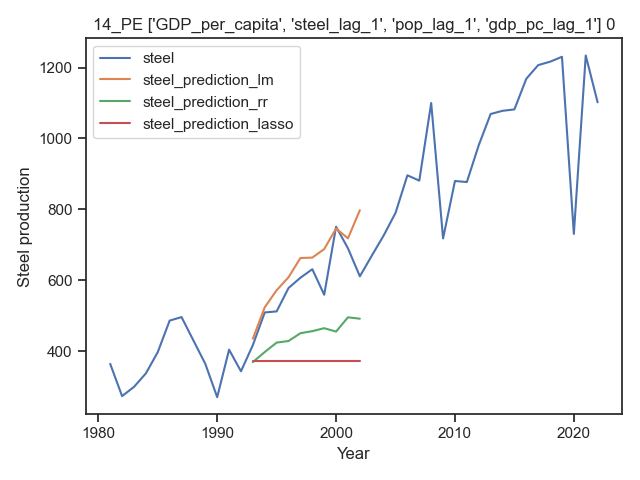 14_PE ['GDP_per_capita', 'steel_lag_1', 'pop_lag_1', 'gdp_pc_lag_1'] 0
steel
steel_prediction_lm
steel_prediction_rr
steel_prediction_lasso
1200
1000
800
600
400
Steel production
1980
1990
2000
2010
2020
Year